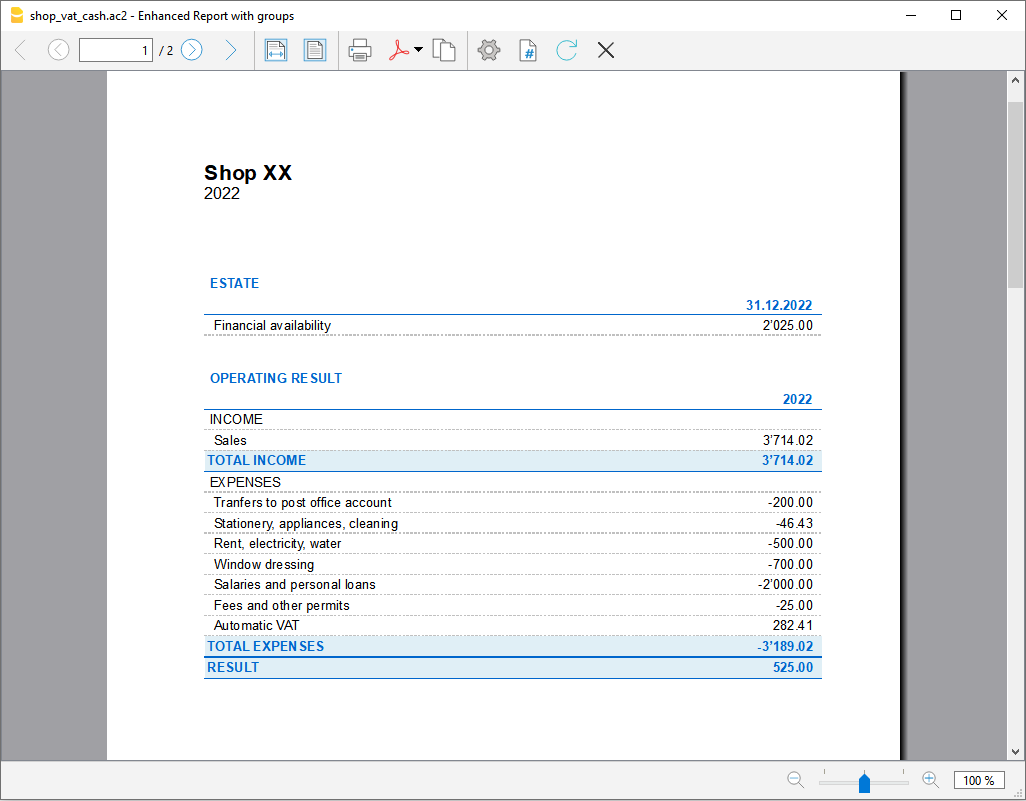 shop_vat_cash.ac2 - Enhanced Report with groups
1 / 2
#
Shop XX
2022
ESTATE
31.12.2022
Financial availability 2'025.00
OPERATING RESULT
2022
INCOME
Sales 3'714.02
TOTAL INCOME 3'714.02
EXPENSES
Tranfers to post office account -200.00
Stationery, appliances, cleaning -46.43
Rent, electricity, water -500.00
Window dressing -700.00
Salaries and personal loans -2'000.00
Fees and other permits -25.00
Automatic VAT 282.41
TOTAL EXPENSES -3'189.02
RESULT 525.00
100 %